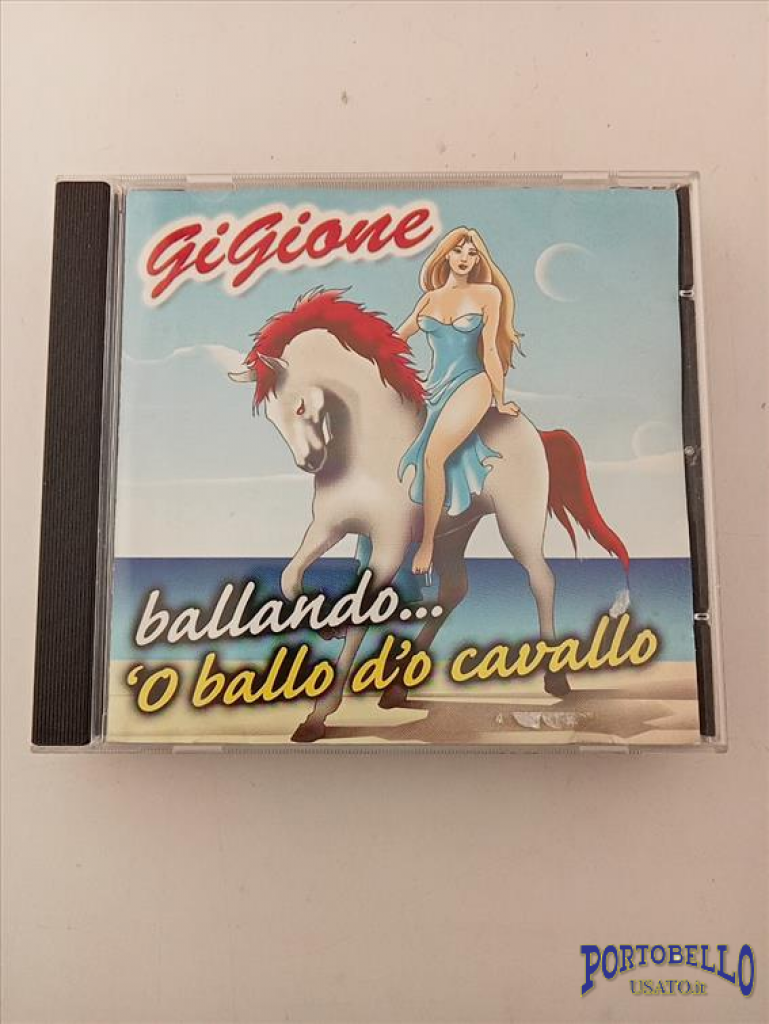 GiGione
ballando...
'O ballo d'o cavallo
PORTOBELLO
USATO.it